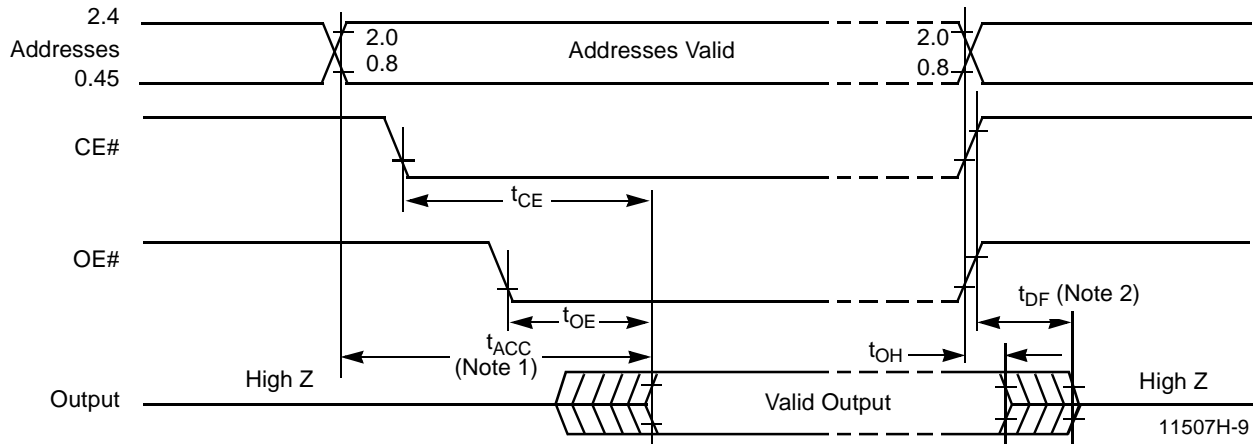 2.4
Addresses
0.45
2.0
0.8
Addresses Valid
2.0
0.8
CE#
tCE
OE#
tOE
tDF (Note 2)
tACC
(Note 1)
tOH
Output
High Z
Valid Output
High Z
11507H-9